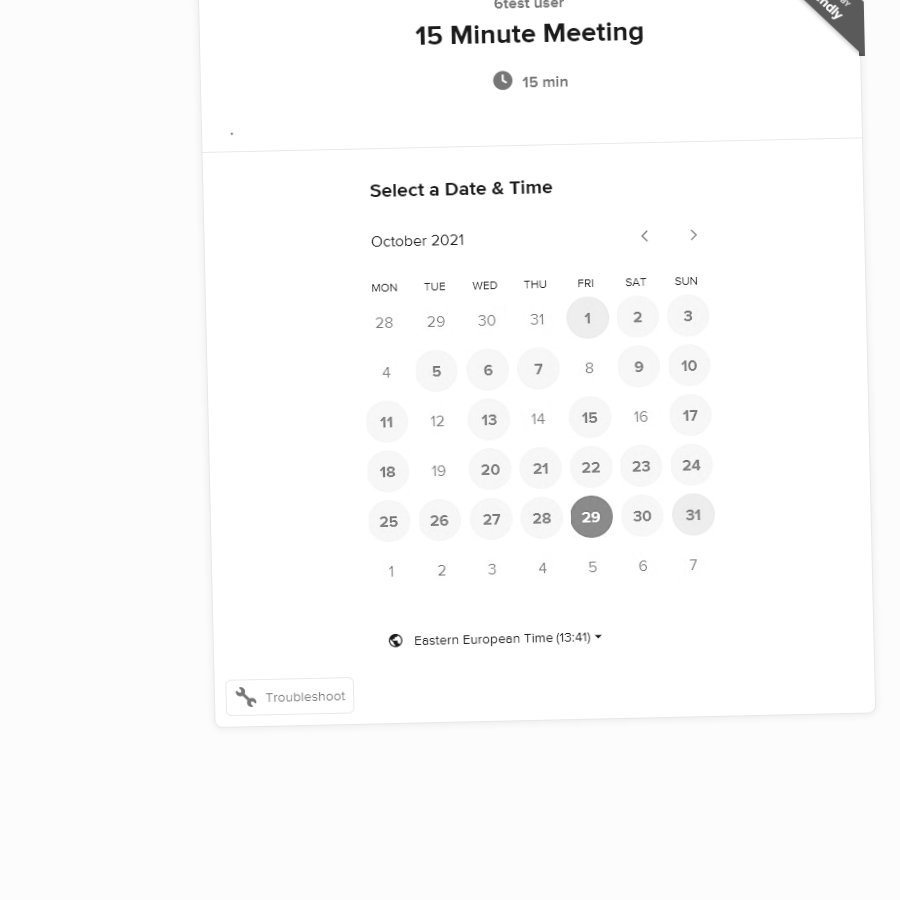 6test user
15 Minute Meeting
15 min
.
Select a Date & Time
October 2021
MON TUE WED THU FRI SAT SUN
28 29 30 31 1 2 3
4 5 6 7 8 9 10
11 12 13 14 15 16 17
18 19 20 21 22 23 24
25 26 27 28 29 30 31
1 2 3 4 5 6 7
Eastern European Time (13:41)
Troubleshoot